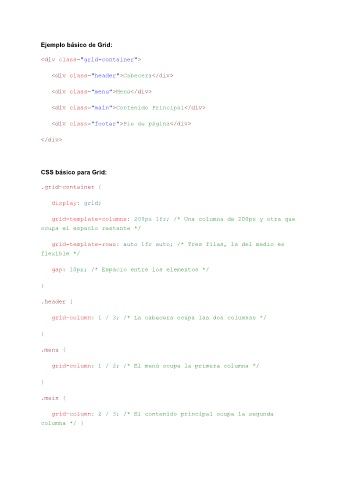 Ejemplo básico de Grid:
<div class="grid-container">
<div class="header">Cabecera</div>
<div class="menu">Menú</div>
<div class="main">Contenido Principal</div>
<div class="footer">Pie de página</div>
</div>
CSS básico para Grid:
.grid-container {
display: grid;
grid-template-columns: 200px 1fr; /* Una columna de 200px y otra que
ocupa el espacio restante */
grid-template-rows: auto 1fr auto; /* Tres filas, la del medio es
flexible */
gap: 10px; /* Espacio entre los elementos */
}
.header {
grid-column: 1 / 3; /* La cabecera ocupa las dos columnas */
}
.menu {
grid-column: 1 / 2; /* El menú ocupa la primera columna */
}
.main {
grid-column: 2 / 3; /* El contenido principal ocupa la segunda
columna */ }